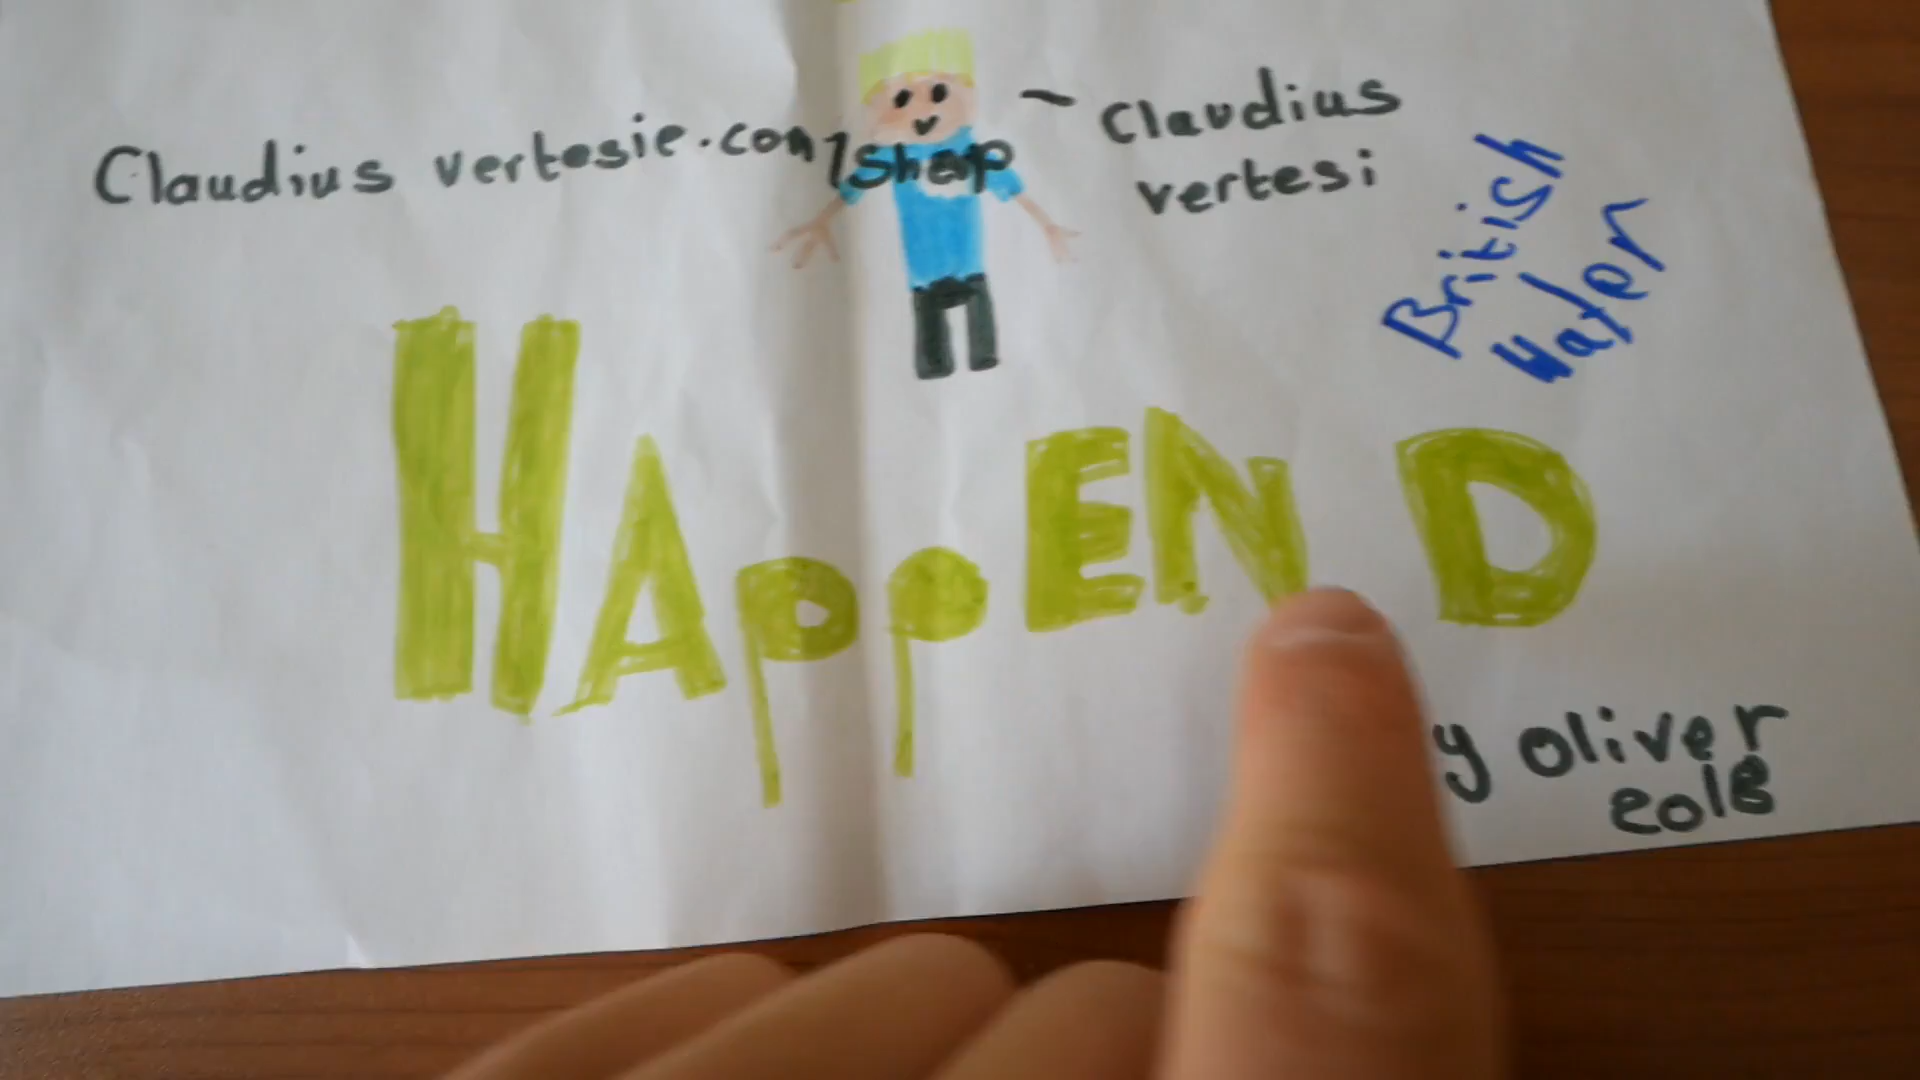 Claudius vertesie.com/Shop
- Claudius
vertesi
British
Hater
HAppEND
y oliver
2018